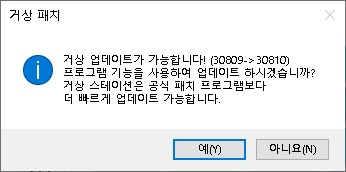 거상 패치
거상 업데이트가 가능합니다! (30809->30810)
프로그램 기능을 사용하여 업데이트 하시겠습니까?
거상 스테이션은 공식 패치 프로그램보다
더 빠르게 업데이트 가능합니다.
예(Y)
아니요(N)